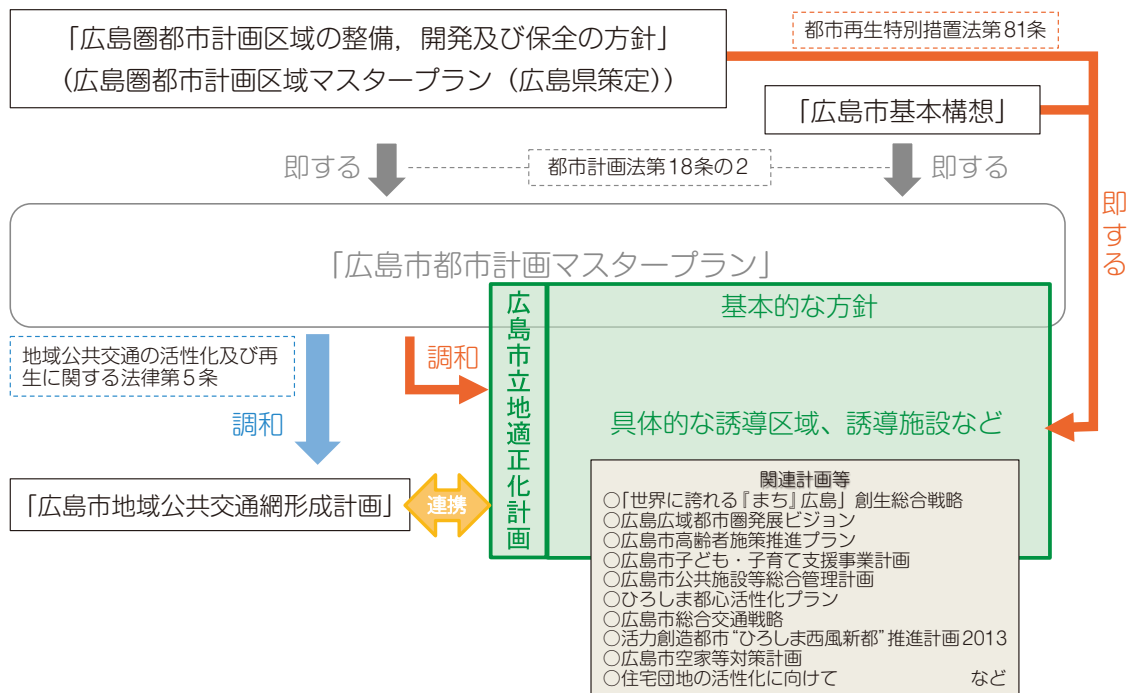 「広島圏都市計画区域の整備，開発及び保全の方針」
（広島圏都市計画区域マスタープラン（広島県策定））
都市再生特別措置法第81条
「広島市基本構想」
即する
都市計画法第18条の2
即する
即する
「広島市都市計画マスタープラン」
広島市立地適正化計画
基本的な方針
地域公共交通の活性化及び再
生に関する法律第5条
調和
調和
具体的な誘導区域、誘導施設など
「広島市地域公共交通網形成計画」
連携
関連計画等
○「世界に誇れる『まち』広島」創生総合戦略
○広島広域都市圏発展ビジョン
○広島市高齢者施策推進プラン
○広島市子ども・子育て支援事業計画
○広島市公共施設等総合管理計画
○ひろしま都心活性化プラン
○広島市総合交通戦略
○活力創造都市“ひろしま西風新都”推進計画2013
○広島市空家等対策計画
○住宅団地の活性化に向けて　など